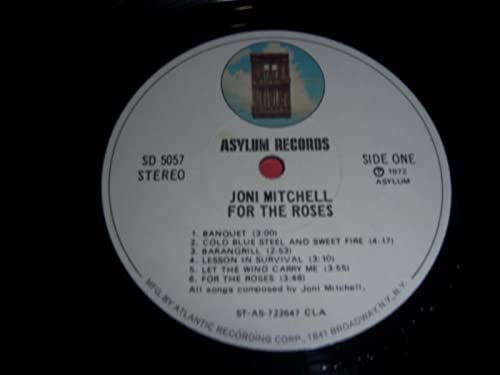 ASYLUM RECORDS
SD 5057
STEREO
SIDE ONE
Ⓟ 1972
ASYLUM
JONI MITCHELL
FOR THE ROSES
1. BANQUET (3:00)
2. COLD BLUE STEEL AND SWEET FIRE (4:17)
3. BARANGRILL (2:53)
4. LESSON IN SURVIVAL (3:10)
5. LET THE WIND CARRY ME (3:55)
6. FOR THE ROSES (3:48)
All songs composed by Joni Mitchell.
ST-AS-722647 CLA
MFG. BY ATLANTIC RECORDING CORP., 1841 BROADWAY, N.Y., N.Y.